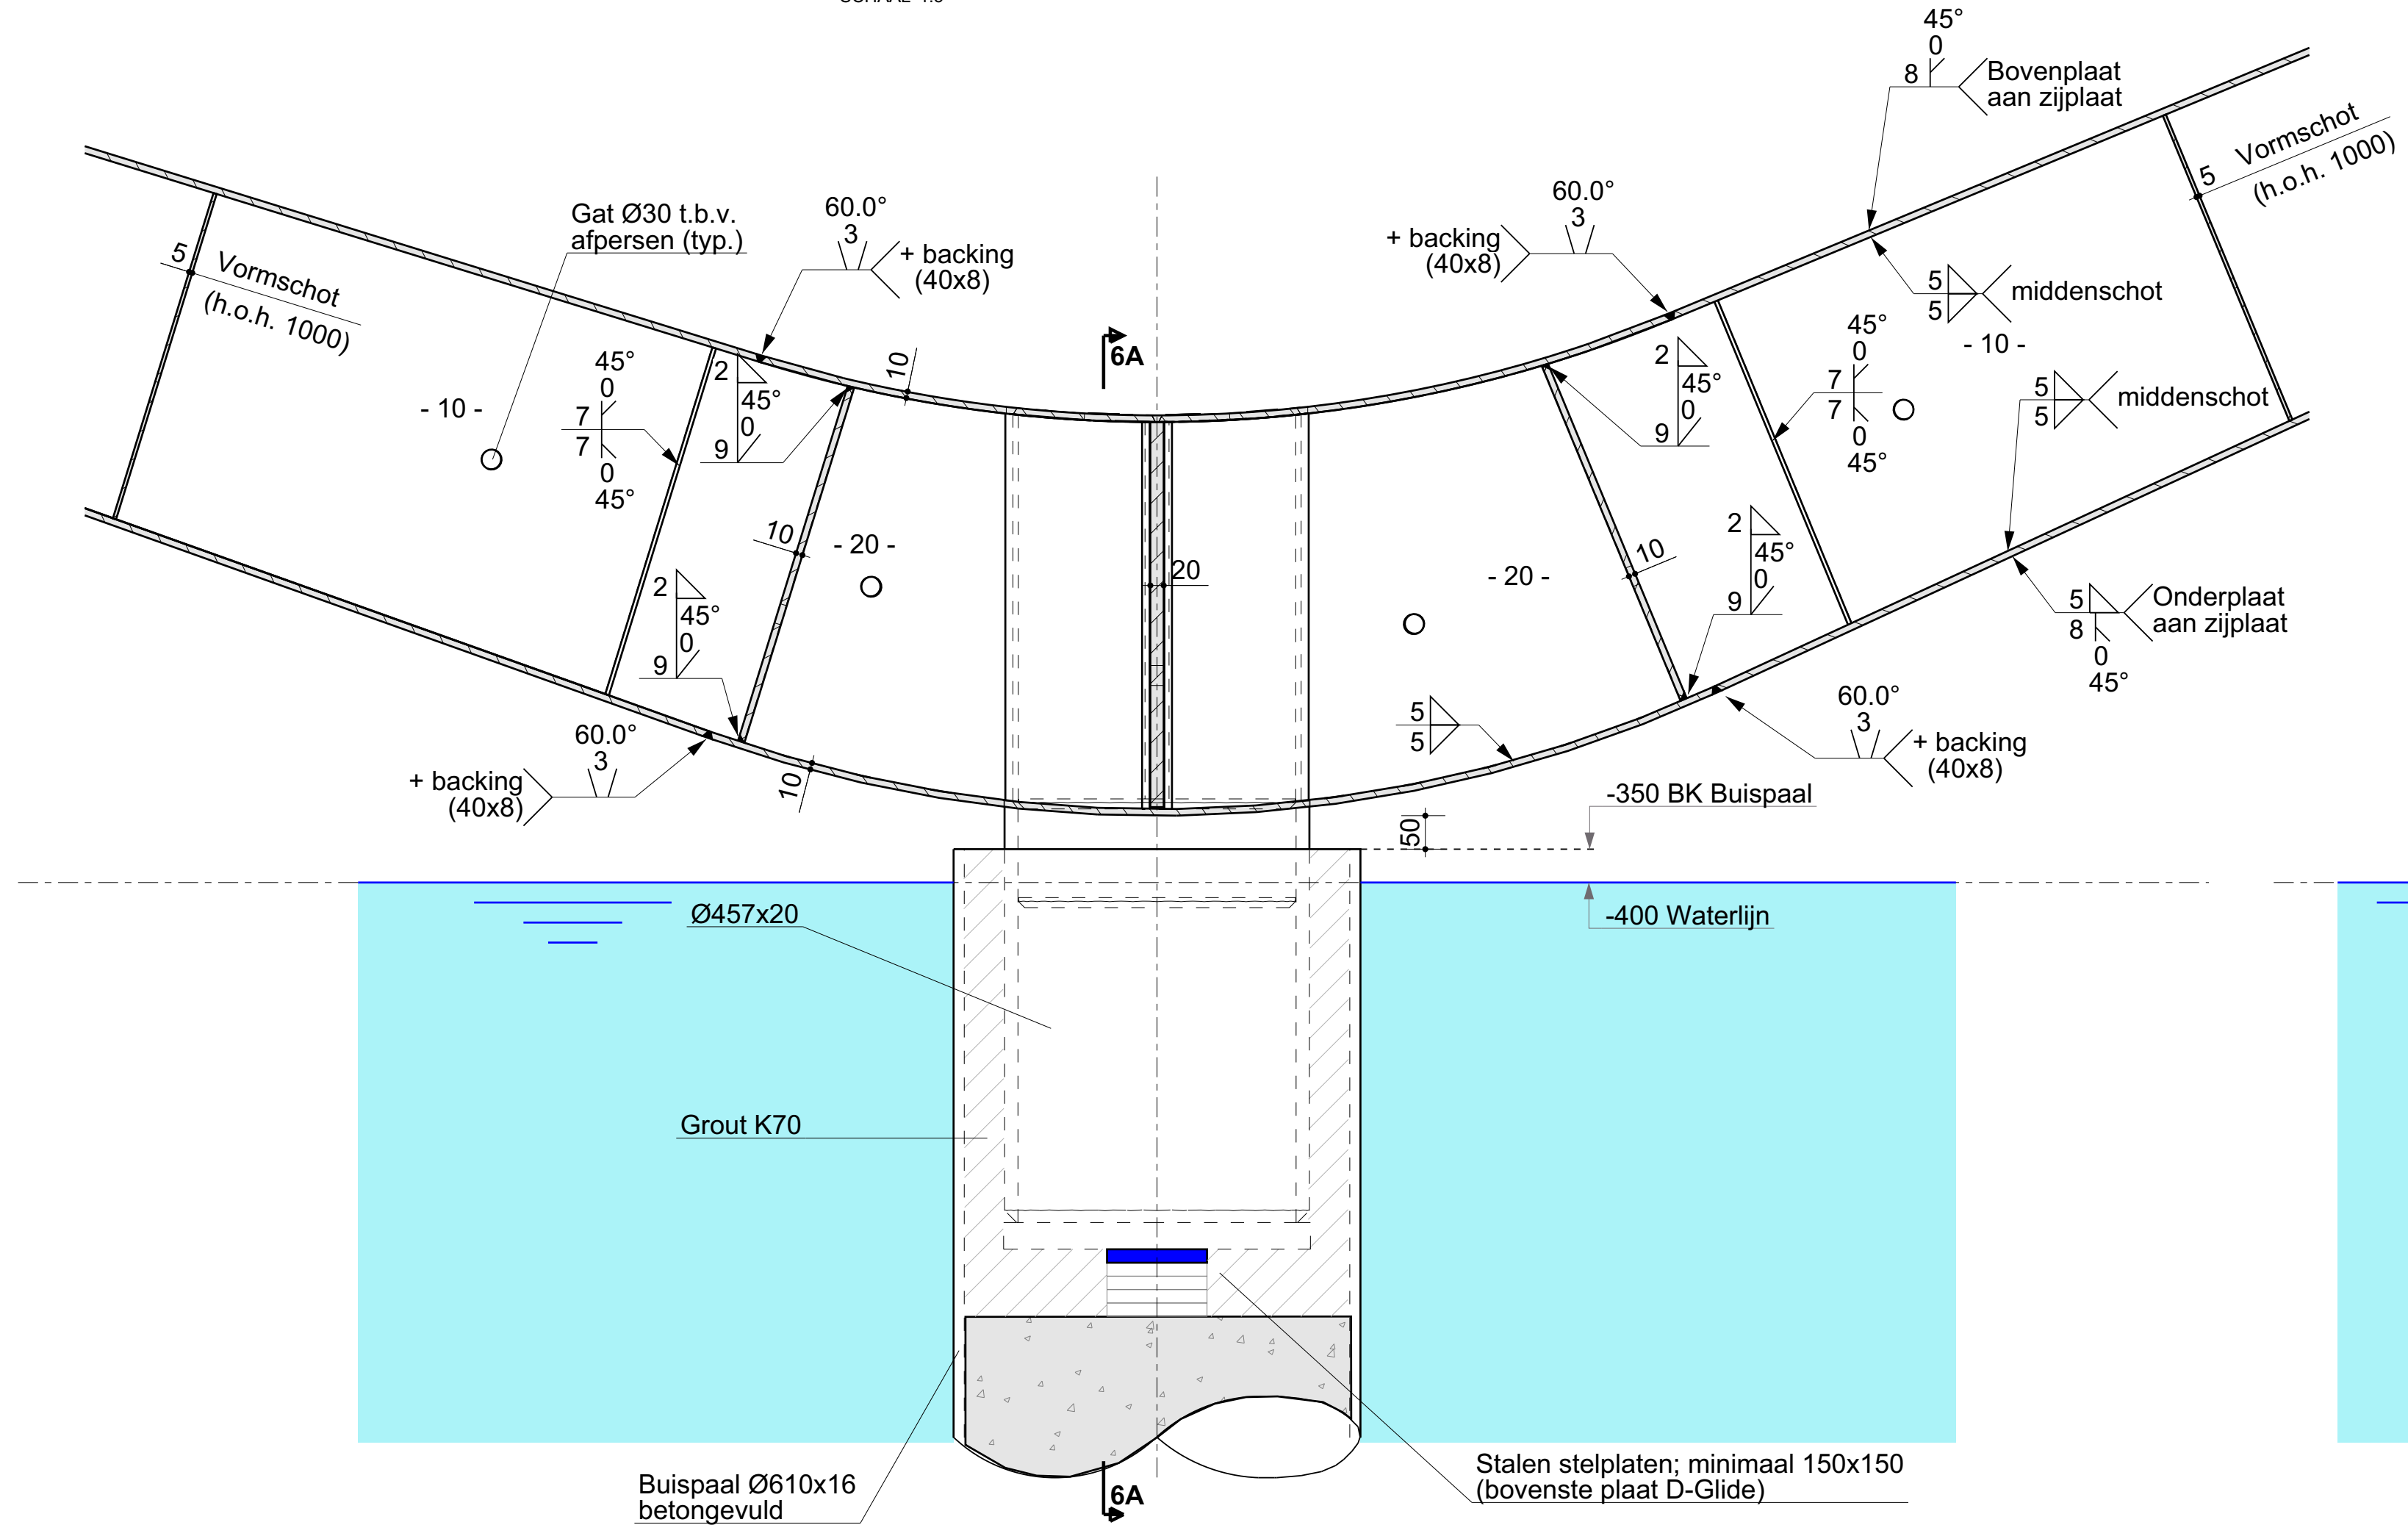 45°
0
8
Bovenplaat
aan zijplaat
Vormschot
(h.o.h. 1000)
5
Gat Ø30 t.b.v.
afpersen (typ.)
60.0°
3
+ backing
(40x8)
60.0°
3
+ backing
(40x8)
5
Vormschot
(h.o.h. 1000)
5
5
middenschot
- 10 -
6A
10
2
45°
0
9
45°
0
7
7
0
45°
- 10 -
2
45°
0
9
45°
0
7
7
0
45°
5
5
middenschot
10
- 20 -
20
- 20 -
10
2
45°
0
9
2
45°
0
9
5
8
0
45°
Onderplaat
aan zijplaat
60.0°
3
+ backing
(40x8)
10
5
5
60.0°
3
+ backing
(40x8)
50
-350 BK Buispaal
-400 Waterlijn
Ø457x20
Grout K70
Buispaal Ø610x16
betongevuld
6A
Stalen stelplaten; minimaal 150x150
(bovenste plaat D-Glide)